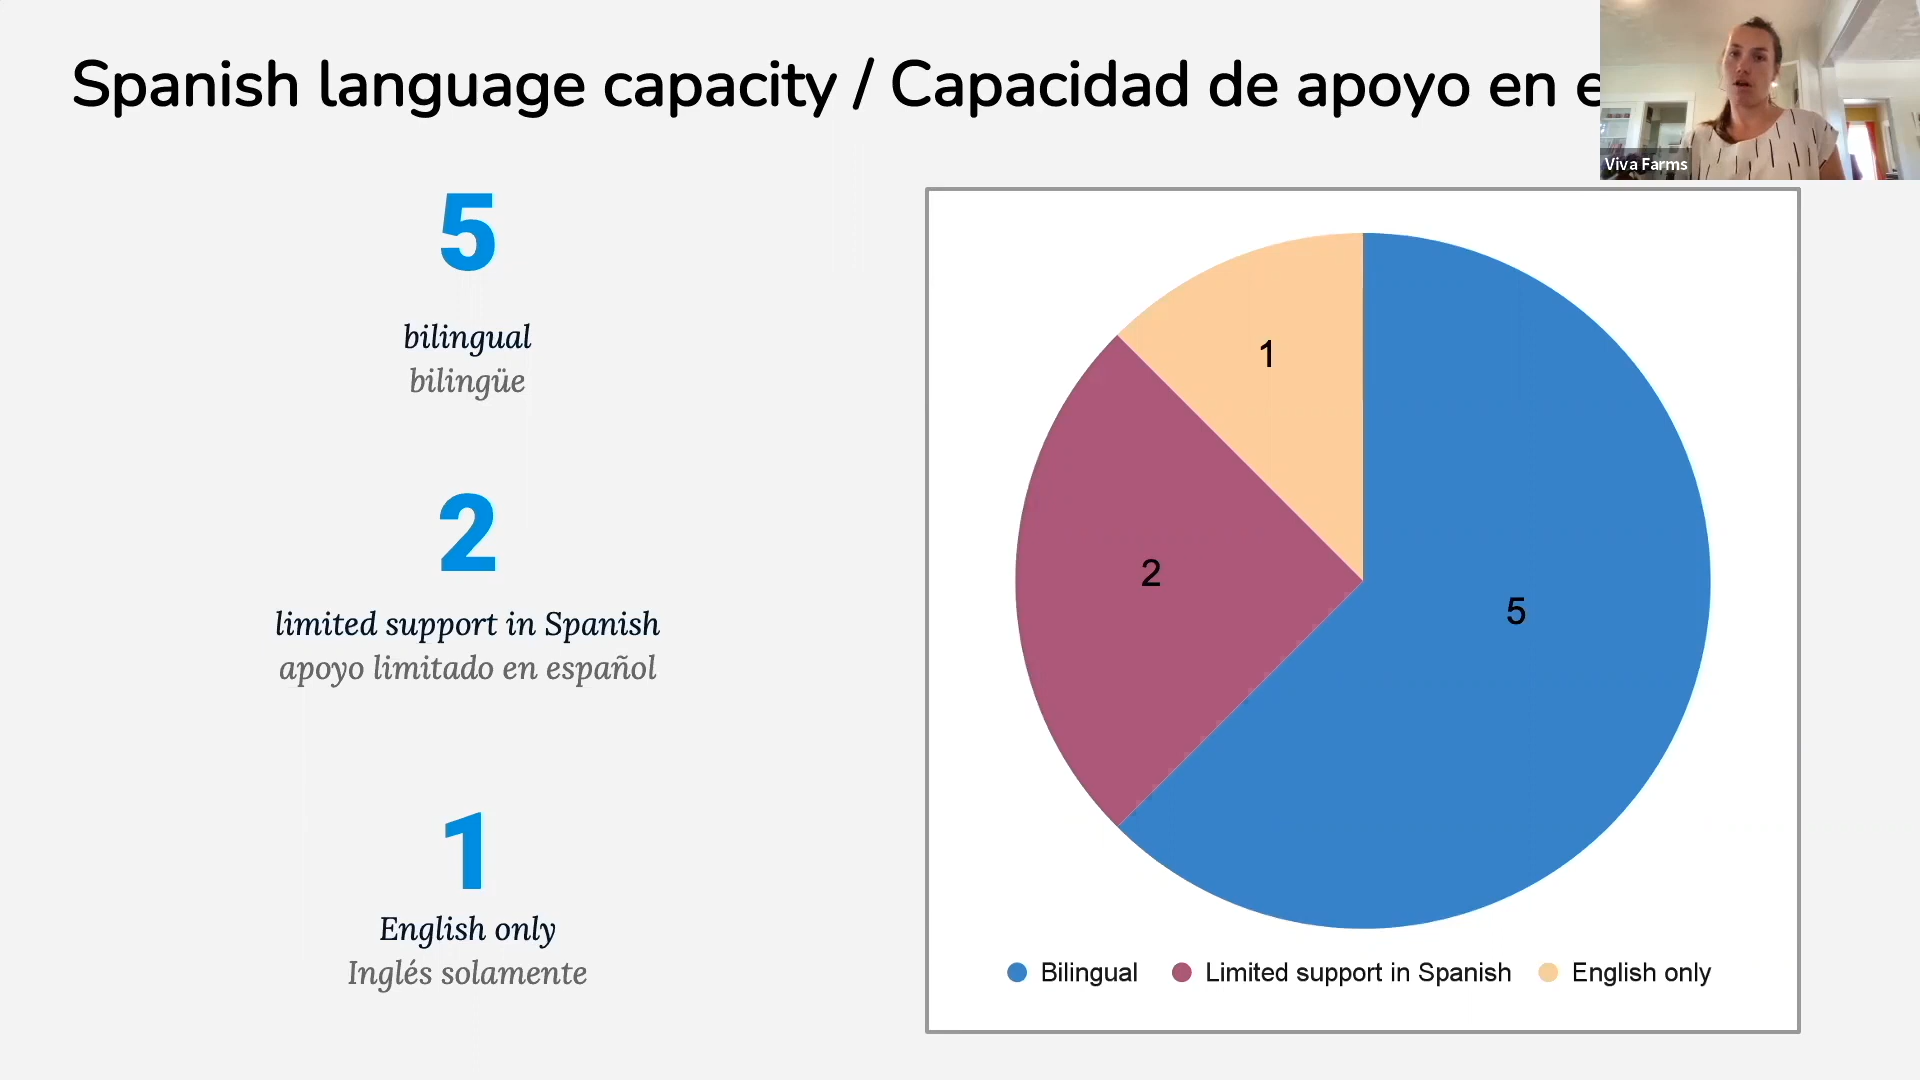 Spanish language capacity / Capacidad de apoyo en
Viva Farms
5
bilingual
bilingüe
2
limited support in Spanish
apoyo limitado en español
1
English only
Inglés solamente
1
2
5
Bilingual
Limited support in Spanish
English only